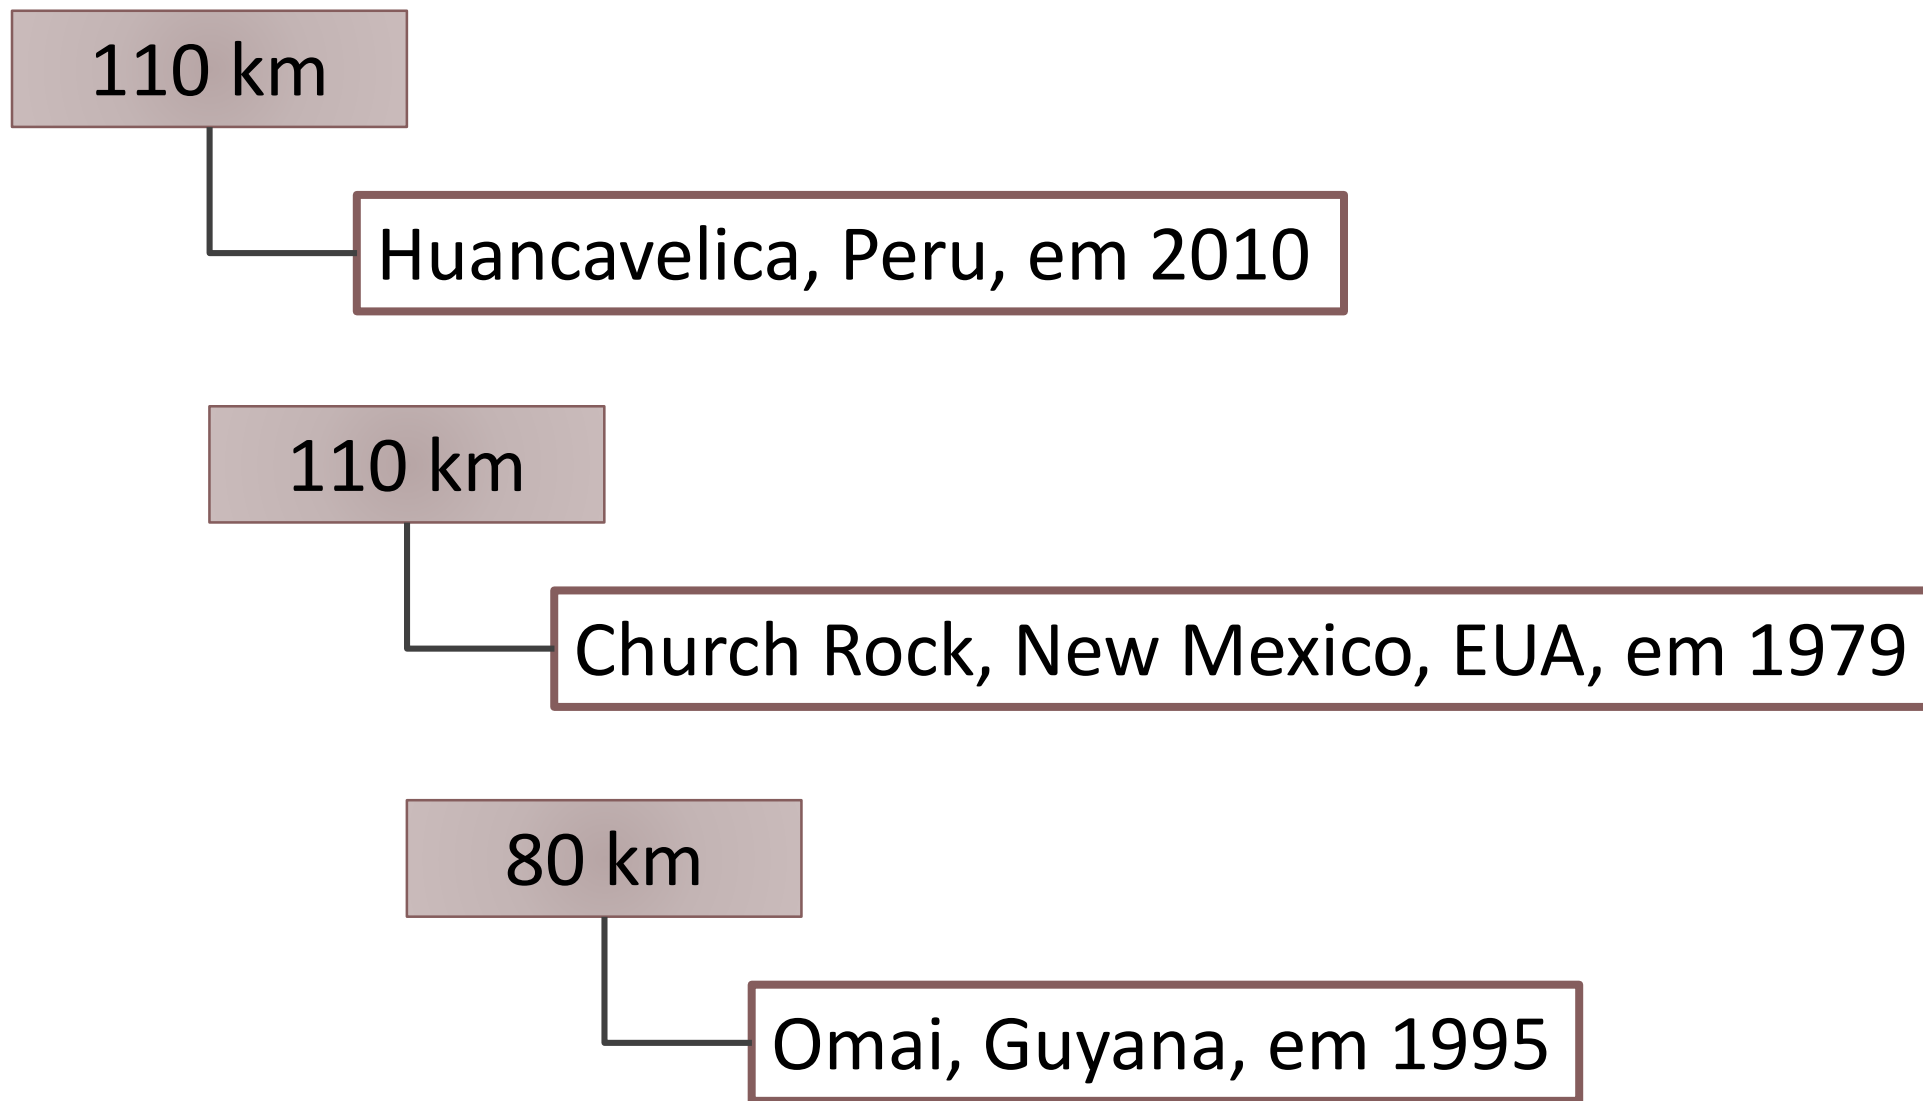 110 km
Huancavelica, Peru, em 2010
110 km
Church Rock, New Mexico, EUA, em 1979
80 km
Omai, Guyana, em 1995